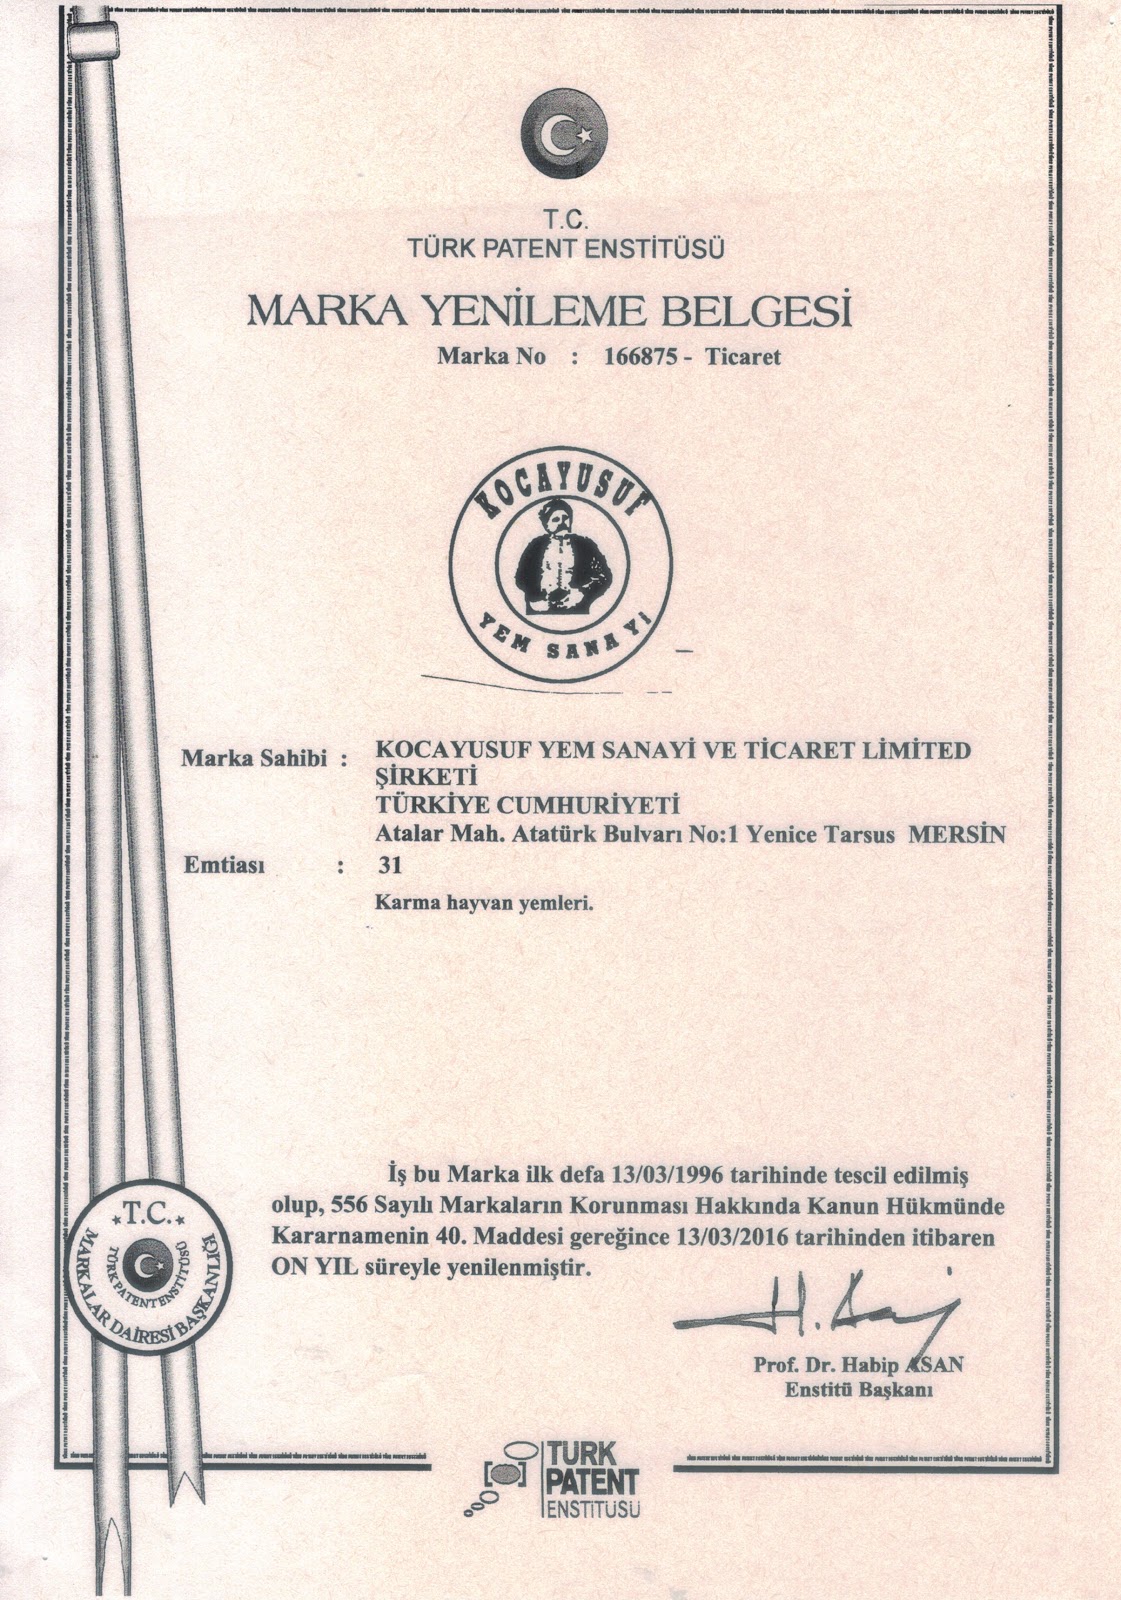 T.C.
TÜRK PATENT ENSTİTÜSÜ
MARKA YENİLEME BELGESİ
Marka No : 166875 - Ticaret
KOCAYUSUF
YEM SANAYİ
Marka Sahibi : KOCAYUSUF YEM SANAYİ VE TİCARET LİMİTED
ŞİRKETİ
TÜRKİYE CUMHURİYETİ
Atalar Mah. Atatürk Bulvarı No:1 Yenice Tarsus MERSİN
Emtiası : 31
Karma hayvan yemleri.
İş bu Marka ilk defa 13/03/1996 tarihinde tescil edilmiş
olup, 556 Sayılı Markaların Korunması Hakkında Kanun Hükmünde
Kararnamenin 40. Maddesi gereğince 13/03/2016 tarihinden itibaren
ON YIL süreyle yenilenmiştir.
T.C.
TÜRK PATENT ENSTİTÜSÜ
MARKALAR DAİRESİ BAŞKANLIĞI
H. Asan
Prof. Dr. Habip ASAN
Enstitü Başkanı
TÜRK
PATENT
ENSTİTÜSÜ